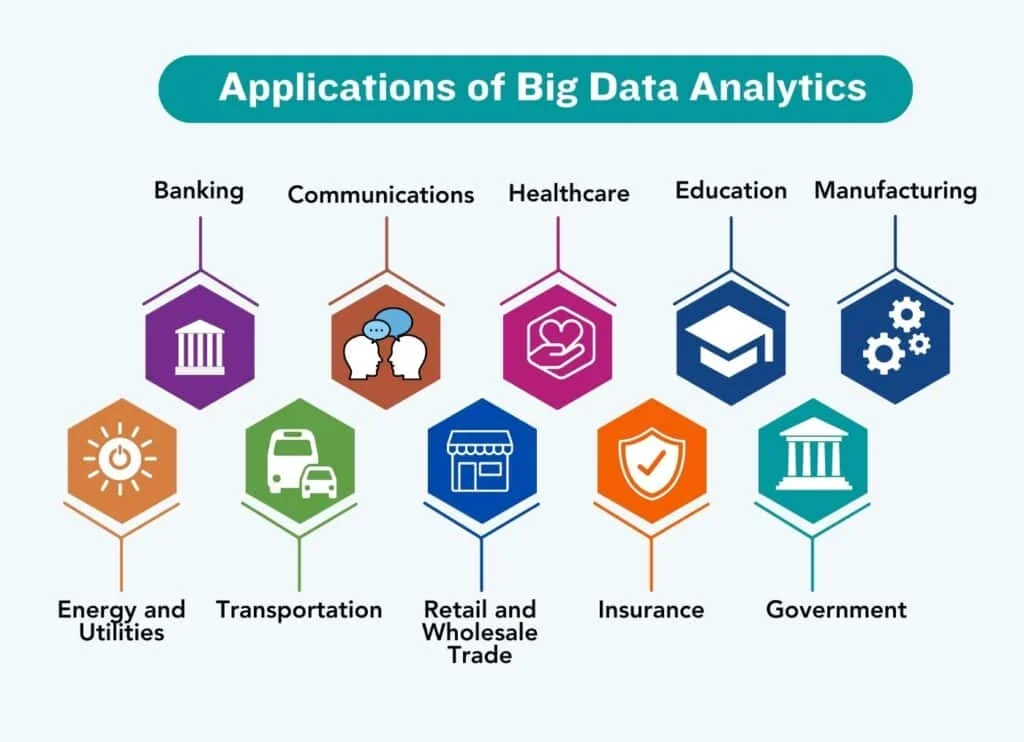 Applications of Big Data Analytics
Banking
Communications
Healthcare
Education
Manufacturing
Energy and
Utilities
Transportation
Retail and
Wholesale
Trade
Insurance
Government